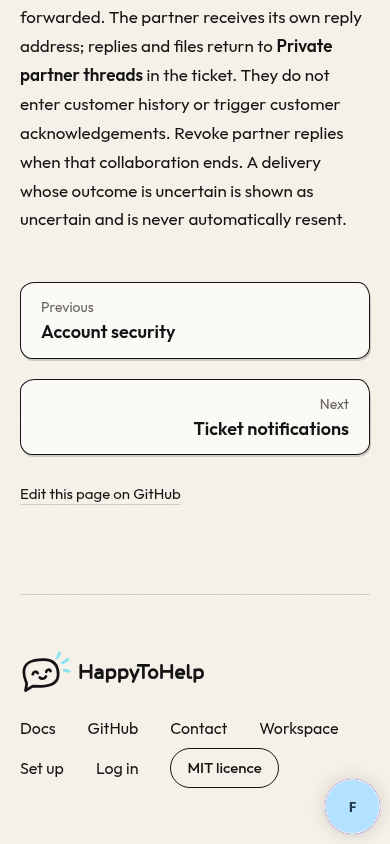 forwarded. The partner receives its own reply
address; replies and files return to Private
partner threads in the ticket. They do not
enter customer history or trigger customer
acknowledgements. Revoke partner replies
when that collaboration ends. A delivery
whose outcome is uncertain is shown as
uncertain and is never automatically resent.
Previous
Account security
Next
Ticket notifications
Edit this page on GitHub
HappyToHelp
Docs GitHub Contact Workspace
Set up Log in MIT licence
F